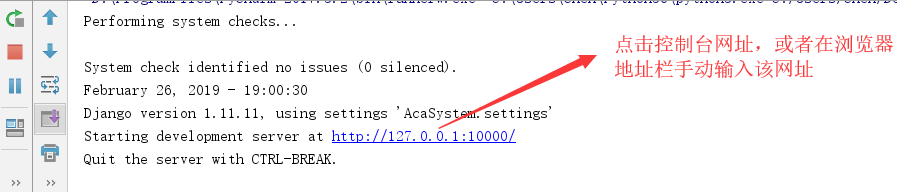 Performing system checks...
System check identified no issues (0 silenced).
February 26, 2019 - 19:00:30
Django version 1.11.11, using settings 'AcaSystem.settings'
Starting development server at http://127.0.0.1:10000/
Quit the server with CTRL-BREAK.
点击控制台网址，或者在浏览器
地址栏手动输入该网址